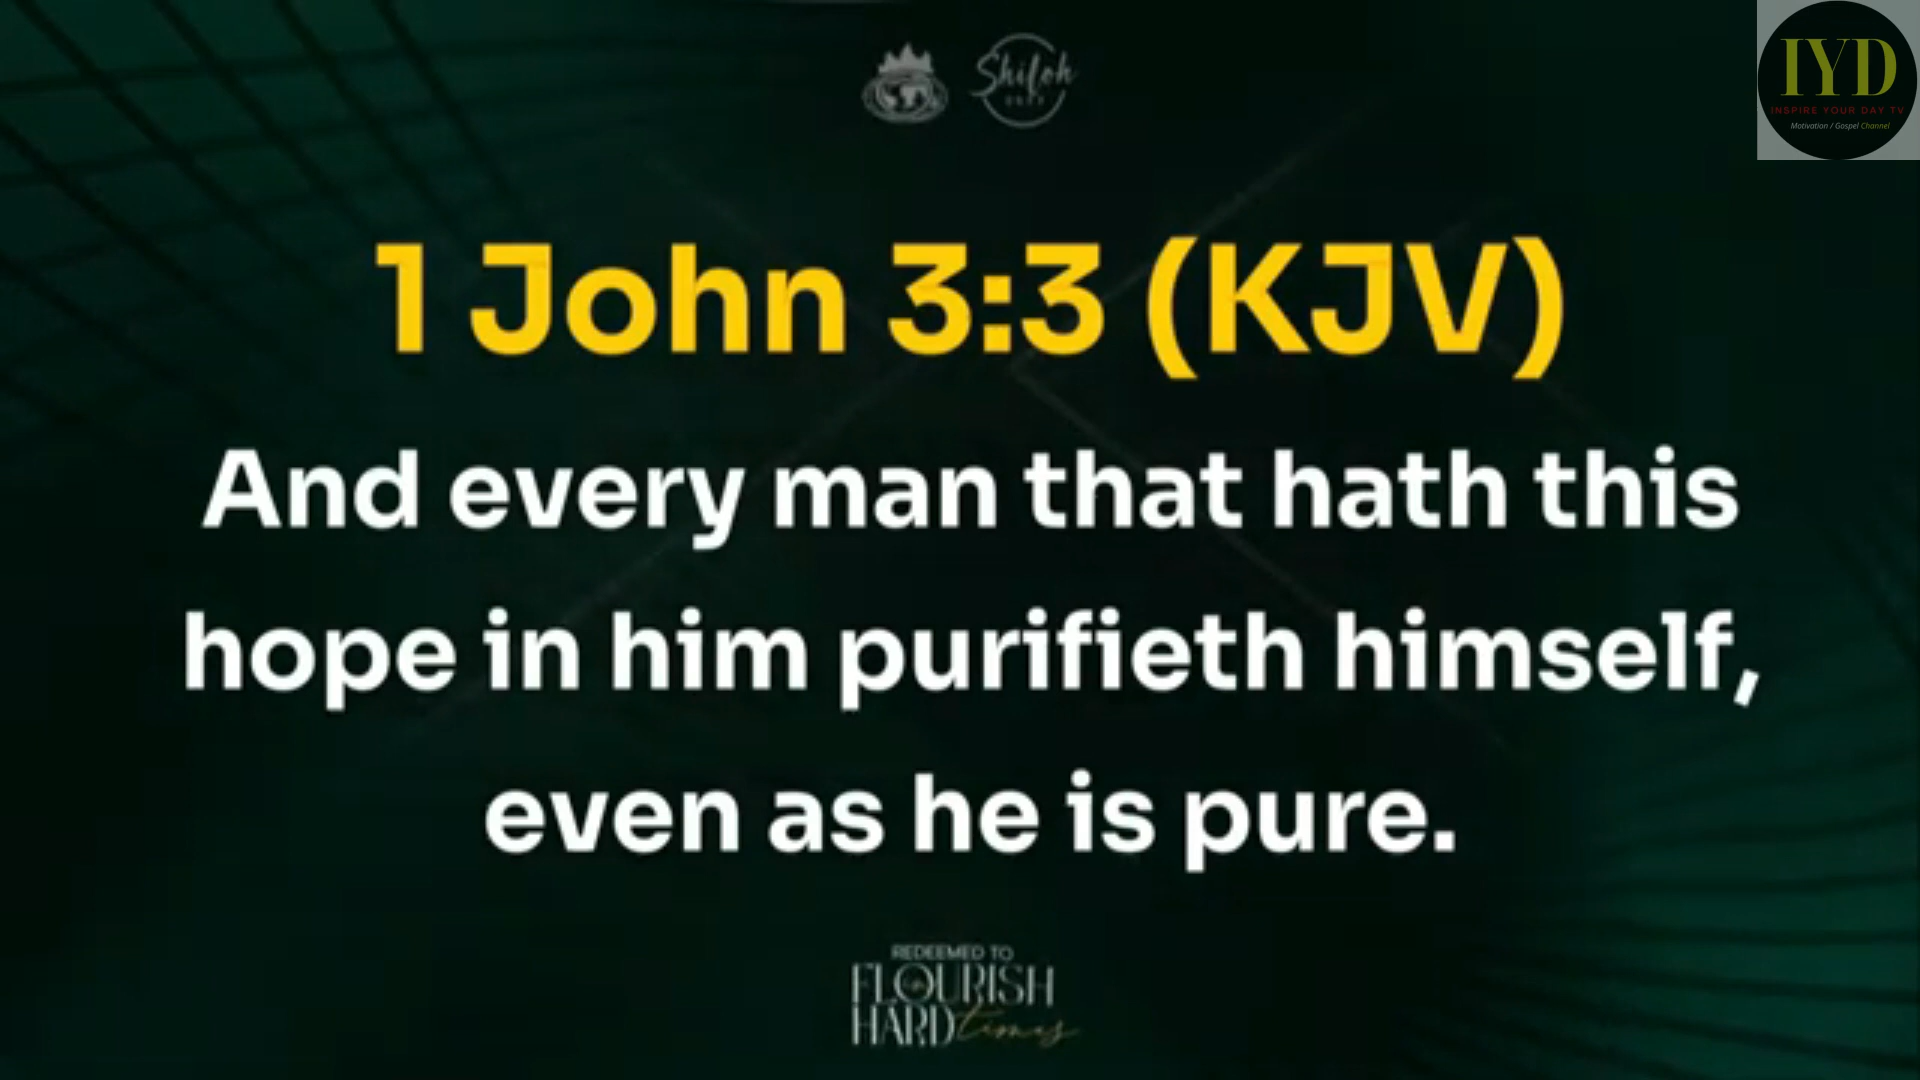 Shiloh
IYD
INSPIRE YOUR DAY TV
Motivation / Gospel Channel
1 John 3:3 (KJV)
And every man that hath this
hope in him purifieth himself,
even as he is pure.
REDEEMED TO
FLOURISH
HARD times